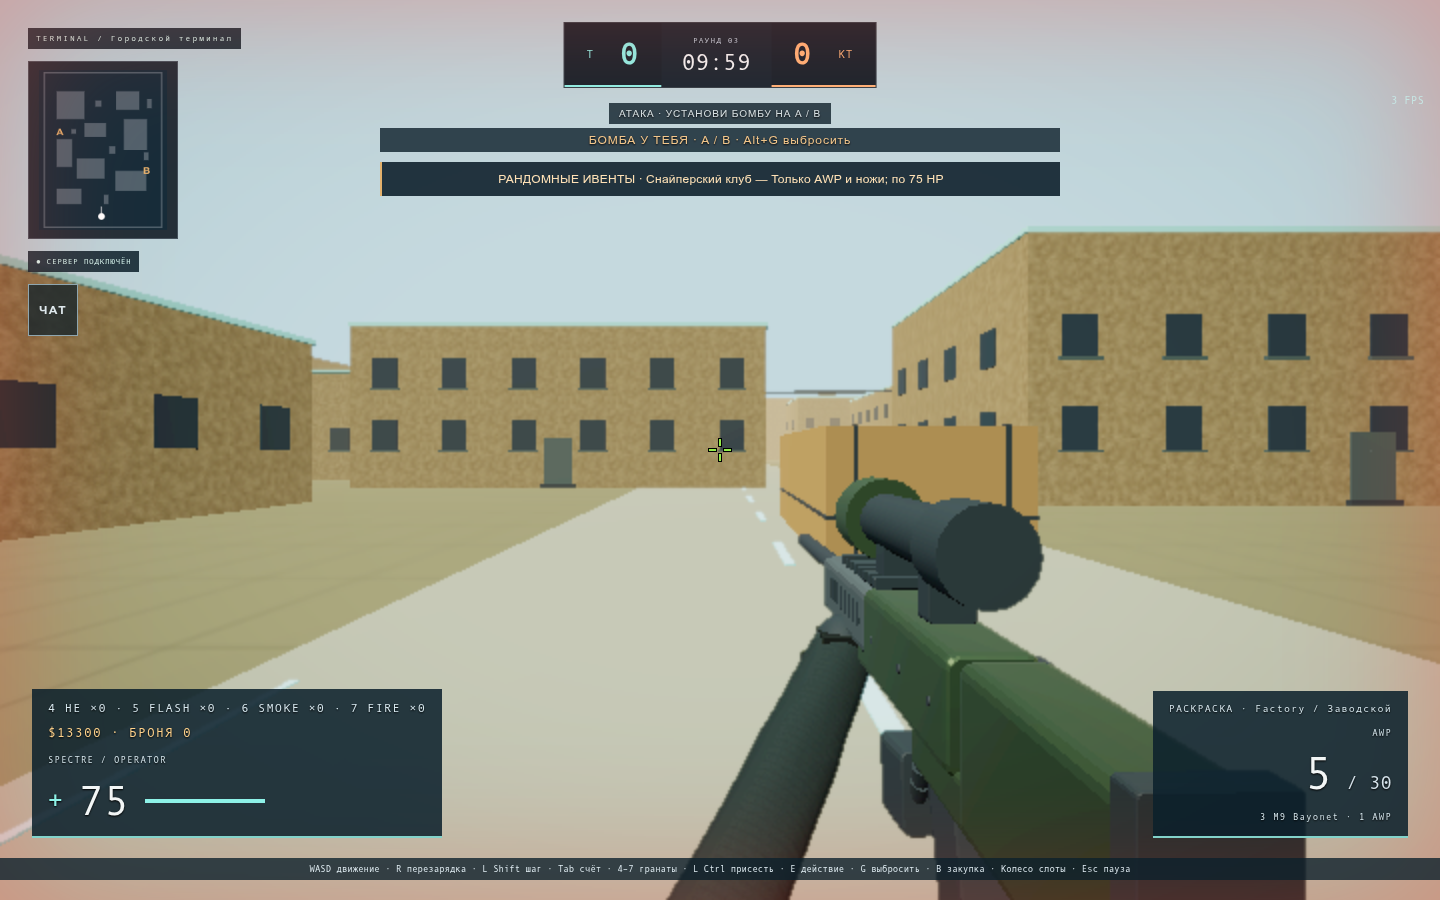 TERMINAL / Городской терминал
T 0
РАУНД 03
09:59
0 КТ
3 FPS
АТАКА · УСТАНОВИ БОМБУ НА A / B
БОМБА У ТЕБЯ · A / B · Alt+G выбросить
РАНДОМНЫЕ ИВЕНТЫ · Снайперский клуб — Только AWP и ножи; по 75 HP
A
B
● СЕРВЕР ПОДКЛЮЧЁН
ЧАТ
4 HE ×0 · 5 FLASH ×0 · 6 SMOKE ×0 · 7 FIRE ×0
$13300 · БРОНЯ 0
SPECTRE / OPERATOR
+ 75
РАСКРАСКА · Factory / Заводской
AWP
5 / 30
3 M9 Bayonet · 1 AWP
WASD движение · R перезарядка · L Shift шаг · Tab счёт · 4–7 гранаты · L Ctrl присесть · E действие · G выбросить · B закупка · Колесо слоты · Esc пауза